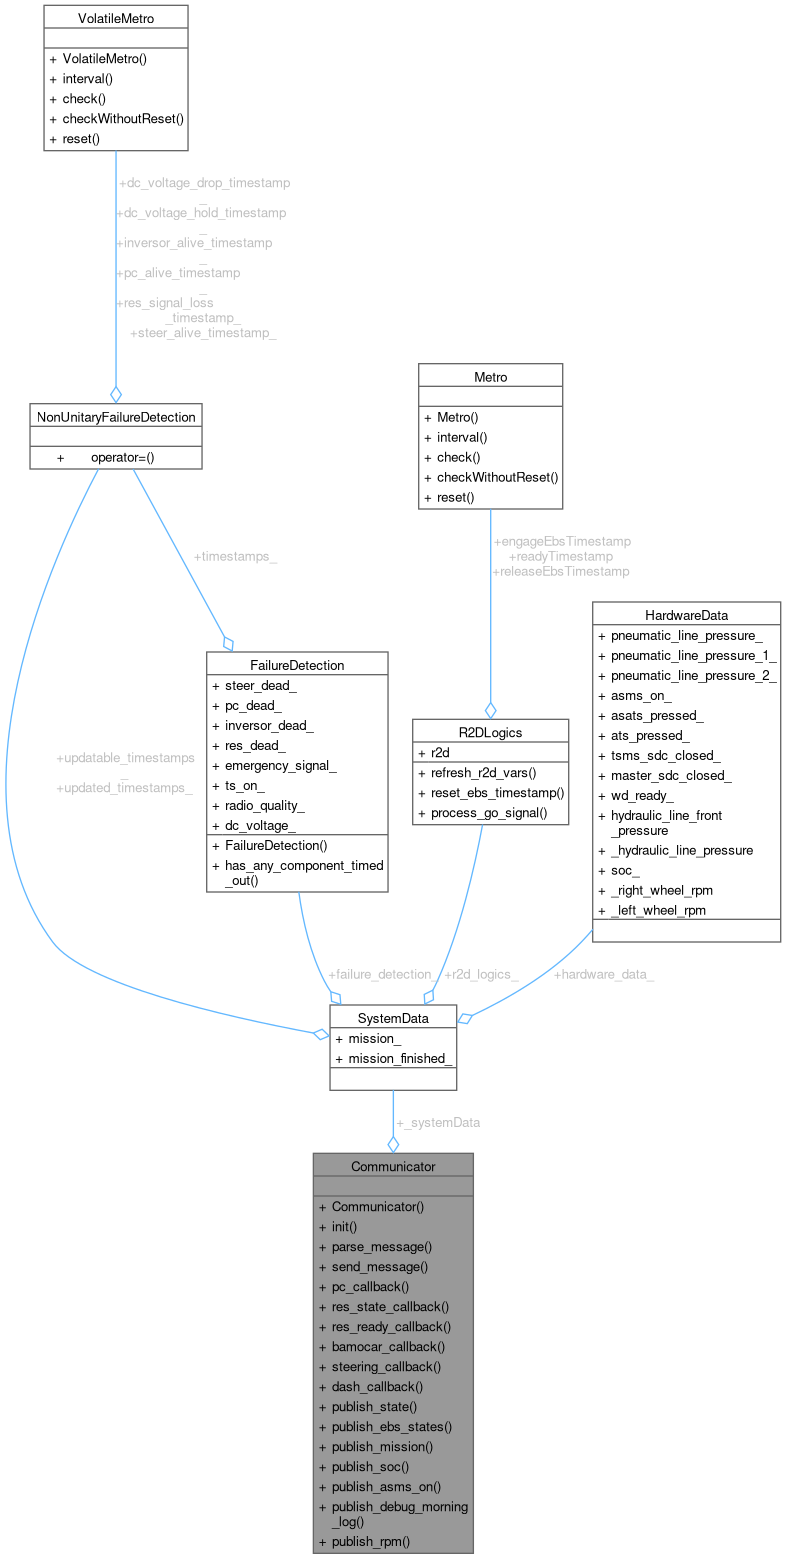 VolatileMetro
+ VolatileMetro()
+ interval()
+ check()
+ checkWithoutReset()
+ reset()
+dc_voltage_drop_timestamp
_
+dc_voltage_hold_timestamp
_
+inversor_alive_timestamp
_
+pc_alive_timestamp
_
+res_signal_loss
_timestamp_
+steer_alive_timestamp_
Metro
+ Metro()
+ interval()
+ check()
+ checkWithoutReset()
+ reset()
NonUnitaryFailureDetection
+ operator=()
+engageEbsTimestamp
+readyTimestamp
+releaseEbsTimestamp
+timestamps_
HardwareData
+ pneumatic_line_pressure_
+ pneumatic_line_pressure_1_
+ pneumatic_line_pressure_2_
+ asms_on_
+ asats_pressed_
+ ats_pressed_
+ tsms_sdc_closed_
+ master_sdc_closed_
+ wd_ready_
+ hydraulic_line_front
_pressure
+ _hydraulic_line_pressure
+ soc_
+ _right_wheel_rpm
+ _left_wheel_rpm
FailureDetection
+ steer_dead_
+ pc_dead_
+ inversor_dead_
+ res_dead_
+ emergency_signal_
+ ts_on_
+ radio_quality_
+ dc_voltage_
+ FailureDetection()
+ has_any_component_timed
_out()
R2DLogics
+ r2d
+ refresh_r2d_vars()
+ reset_ebs_timestamp()
+ process_go_signal()
+updatable_timestamps
_
+updated_timestamps_
+failure_detection_
+r2d_logics_
+hardware_data_
SystemData
+ mission_
+ mission_finished_
+_systemData
Communicator
+ Communicator()
+ init()
+ parse_message()
+ send_message()
+ pc_callback()
+ res_state_callback()
+ res_ready_callback()
+ bamocar_callback()
+ steering_callback()
+ dash_callback()
+ publish_state()
+ publish_ebs_states()
+ publish_mission()
+ publish_soc()
+ publish_asms_on()
+ publish_debug_morning
_log()
+ publish_rpm()